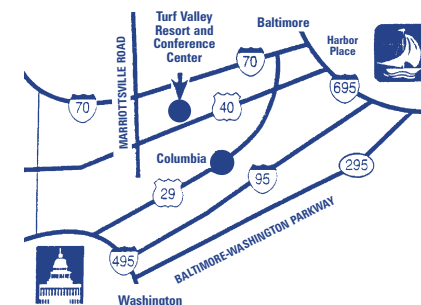 Turf Valley
Resort and
Conference
Center
Baltimore
Harbor
Place
MARRIOTTSVILLE ROAD
70
70
695
40
Columbia
29
95
295
BALTIMORE-WASHINGTON PARKWAY
495
Washington